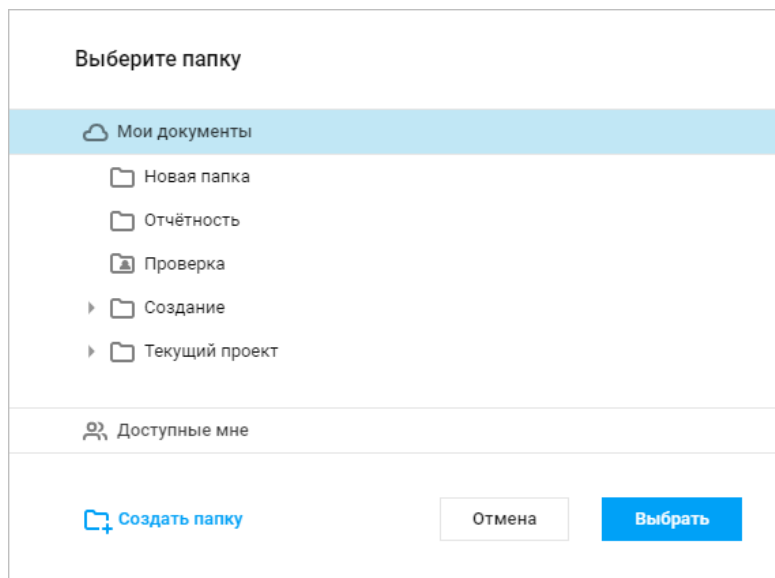 Выберите папку
Мои документы
Новая папка
Отчётность
Проверка
Создание
Текущий проект
Доступные мне
Создать папку
Отмена
Выбрать